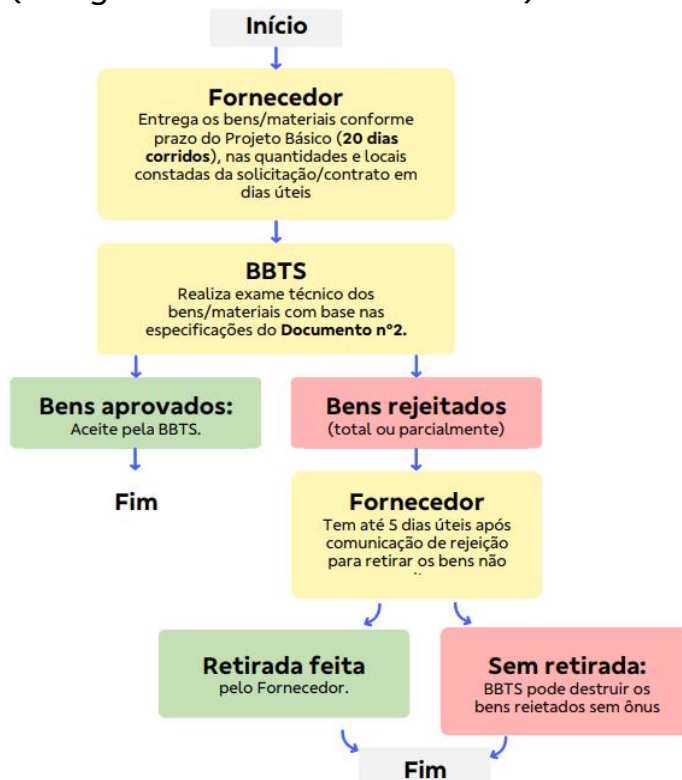 Início
Fornecedor
Entrega os bens/materiais conforme
prazo do Projeto Básico (20 dias
corridos), nas quantidades e locais
constadas da solicitação/contrato em
dias úteis
BBTS
Realiza exame técnico dos
bens/materiais com base nas
especificações do Documento nº2.
Bens aprovados:
Aceite pela BBTS.
Bens rejeitados
(total ou parcialmente)
Fim
Fornecedor
Tem até 5 dias úteis após
comunicação de rejeição
para retirar os bens não
Retirada feita
pelo Fornecedor.
Sem retirada:
BBTS pode destruir os
bens rejeitados sem ônus
Fim